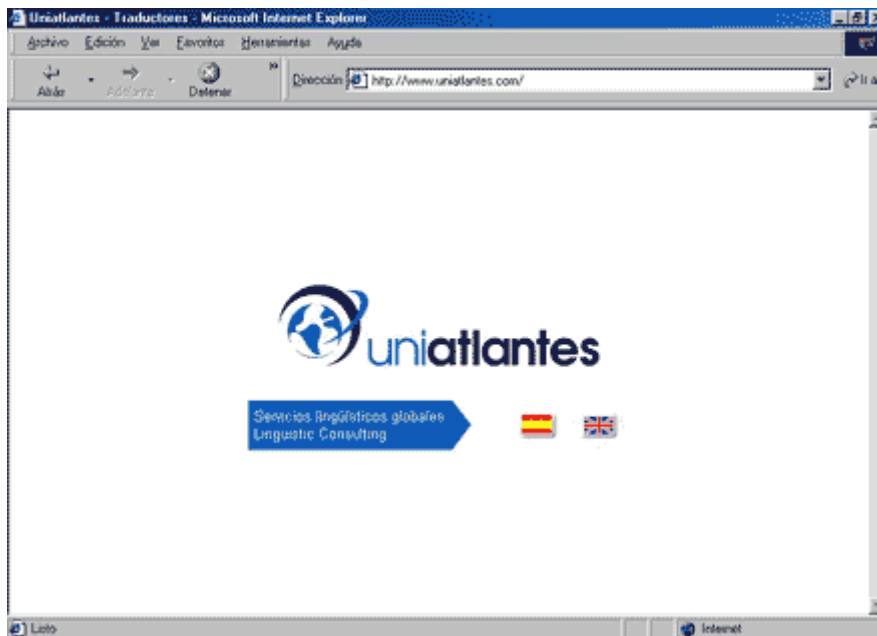 Uniatlantes - Traductores - Microsoft Internet Explorer
Archivo Edición Ver Favoritos Herramientas Ayuda
Atrás Adelante Detener » Dirección http://www.uniatlantes.com/ Ir a
uniatlantes
Servicios lingüísticos globales
Linguistic Consulting
Listo Internet